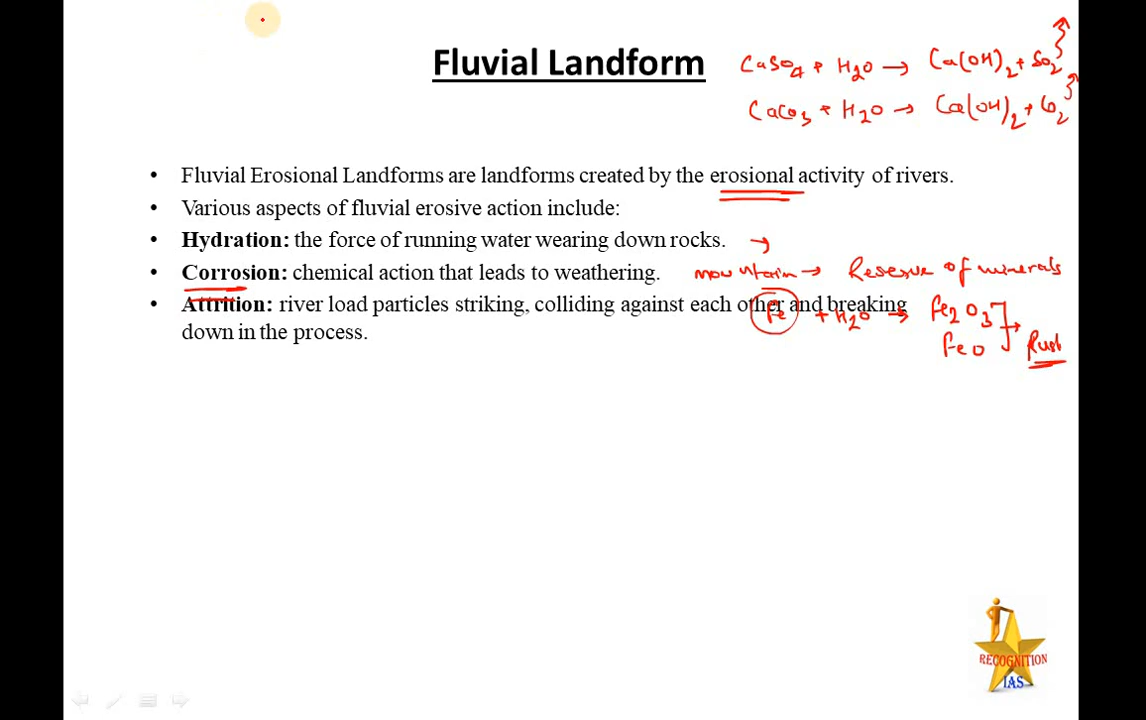 Fluvial Landform
CaSO4 + H2O → Ca(OH)2 + SO2
CaCO3 + H2O → Ca(OH)2 + CO2
• Fluvial Erosional Landforms are landforms created by the erosional activity of rivers.
• Various aspects of fluvial erosive action include:
• Hydration: the force of running water wearing down rocks. →
• Corrosion: chemical action that leads to weathering. mountain → Reserve of minerals
• Attrition: river load particles striking, colliding against each other and breaking
down in the process.
Fe + H2O → Fe2O3
FeO → Rust
RECOGNITION
IAS